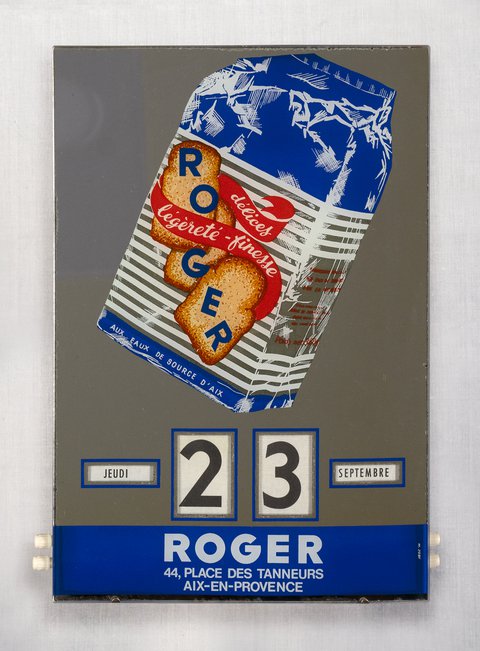 ROGER
délices
légèreté - finesse
AUX EAUX DE SOURCE D'AIX
JEUDI
23
SEPTEMBRE
ROGER
44, PLACE DES TANNEURS
AIX-EN-PROVENCE